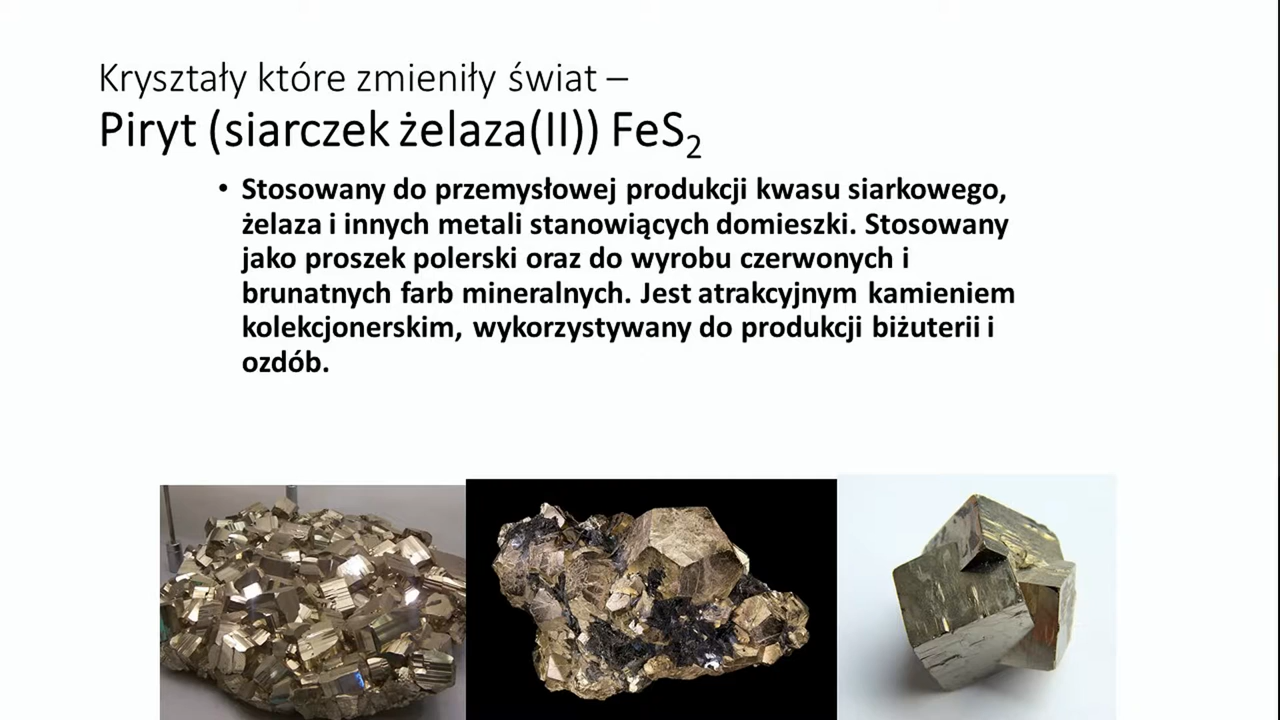 Kryształy które zmieniły świat –
Piryt (siarczek żelaza(II)) FeS₂
• Stosowany do przemysłowej produkcji kwasu siarkowego,
żelaza i innych metali stanowiących domieszki. Stosowany
jako proszek polerski oraz do wyrobu czerwonych i
brunatnych farb mineralnych. Jest atrakcyjnym kamieniem
kolekcjonerskim, wykorzystywany do produkcji biżuterii i
ozdób.